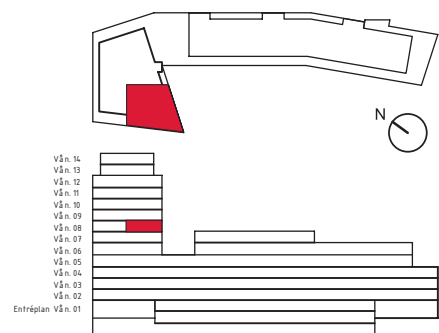 N
Vån. 14
Vån. 13
Vån. 12
Vån. 11
Vån. 10
Vån. 09
Vån. 08
Vån. 07
Vån. 06
Vån. 05
Vån. 04
Vån. 03
Vån. 02
Entréplan Vån. 01